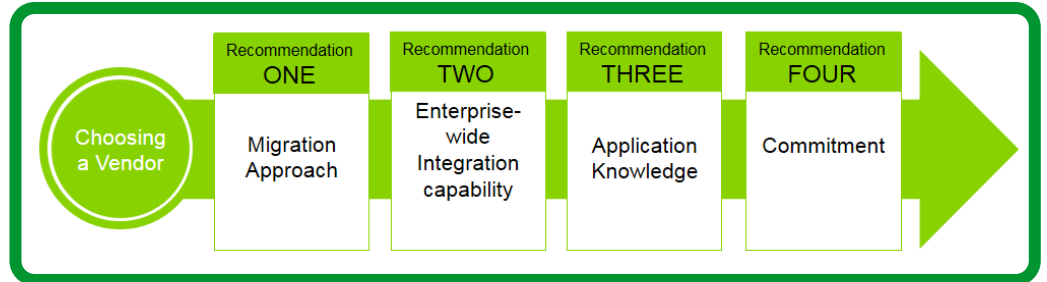 Choosing
a Vendor
Recommendation
ONE
Migration
Approach
Recommendation
TWO
Enterprise-
wide
Integration
capability
Recommendation
THREE
Application
Knowledge
Recommendation
FOUR
Commitment